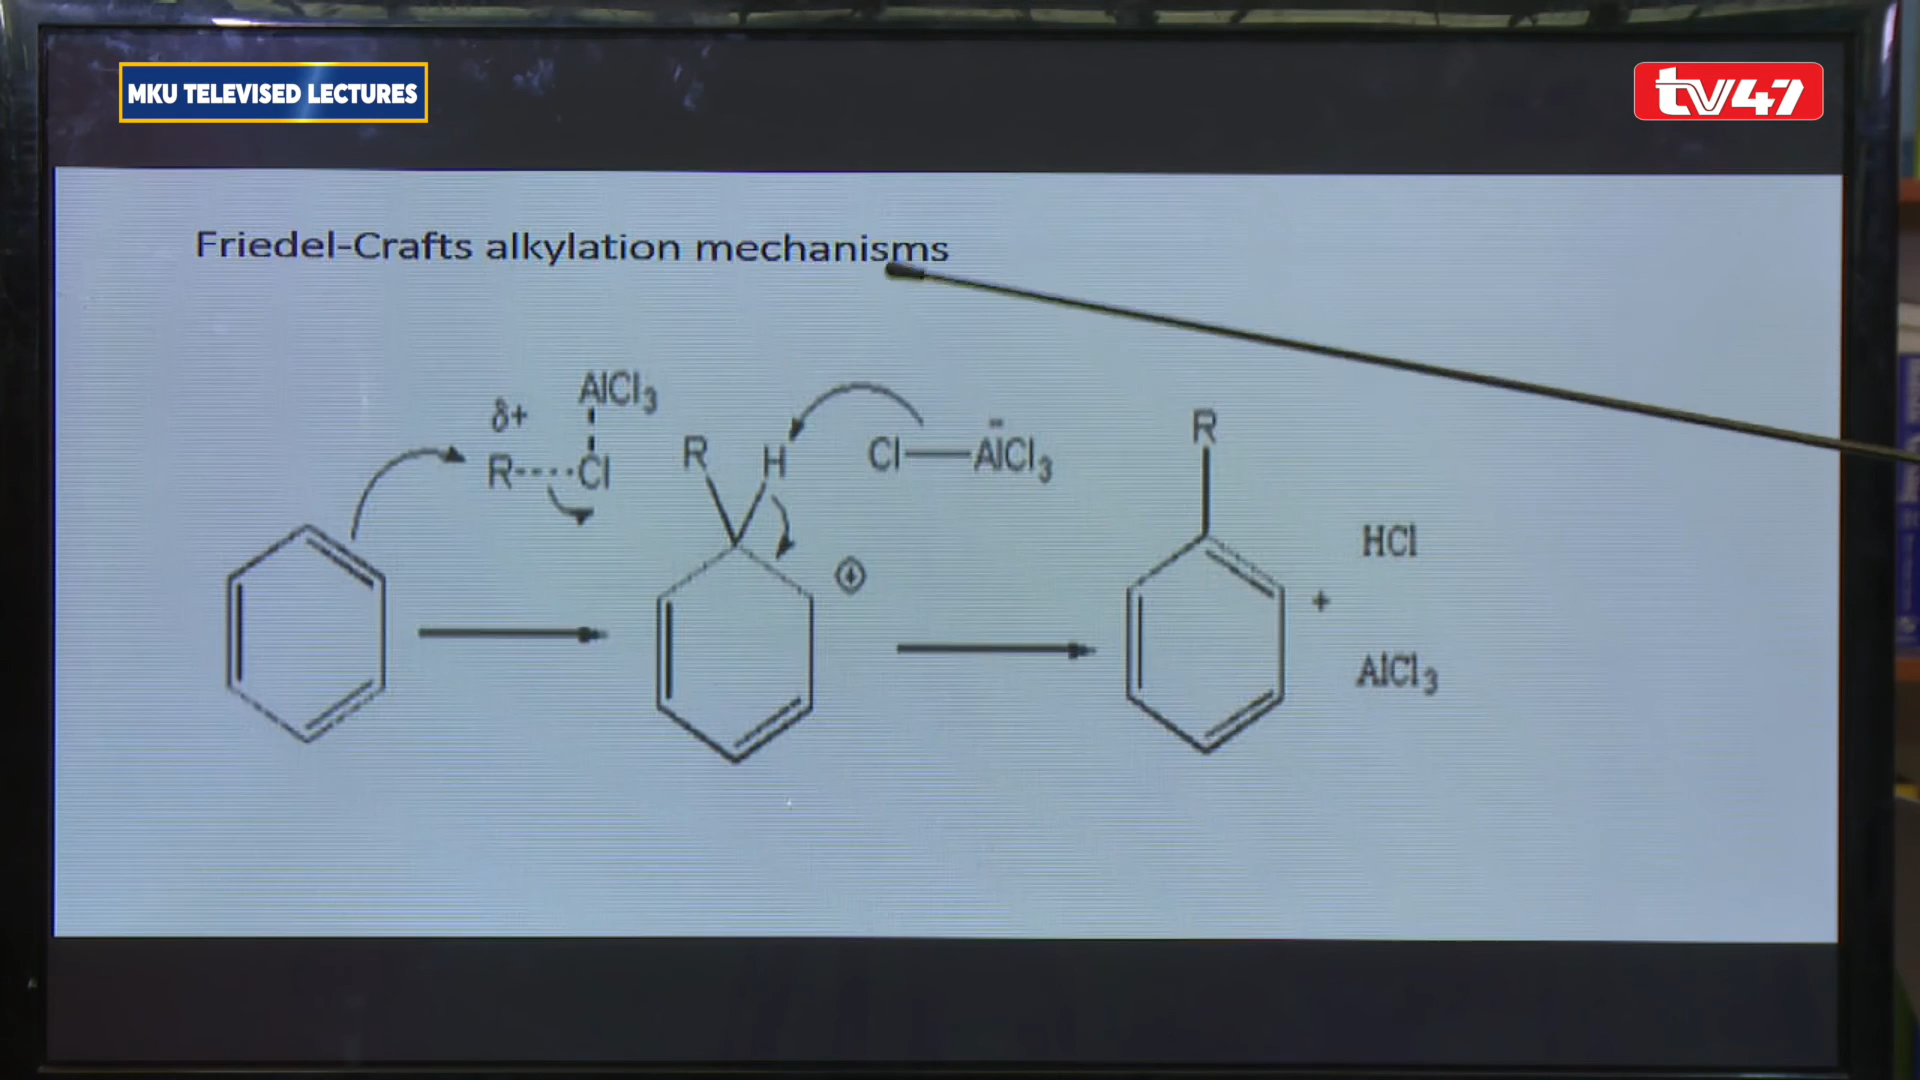 MKU TELEVISED LECTURES
tv47
Friedel-Crafts alkylation mechanisms
AlCl3
δ+
R Cl
R H
Cl—AlCl3
R
HCl
+
AlCl3